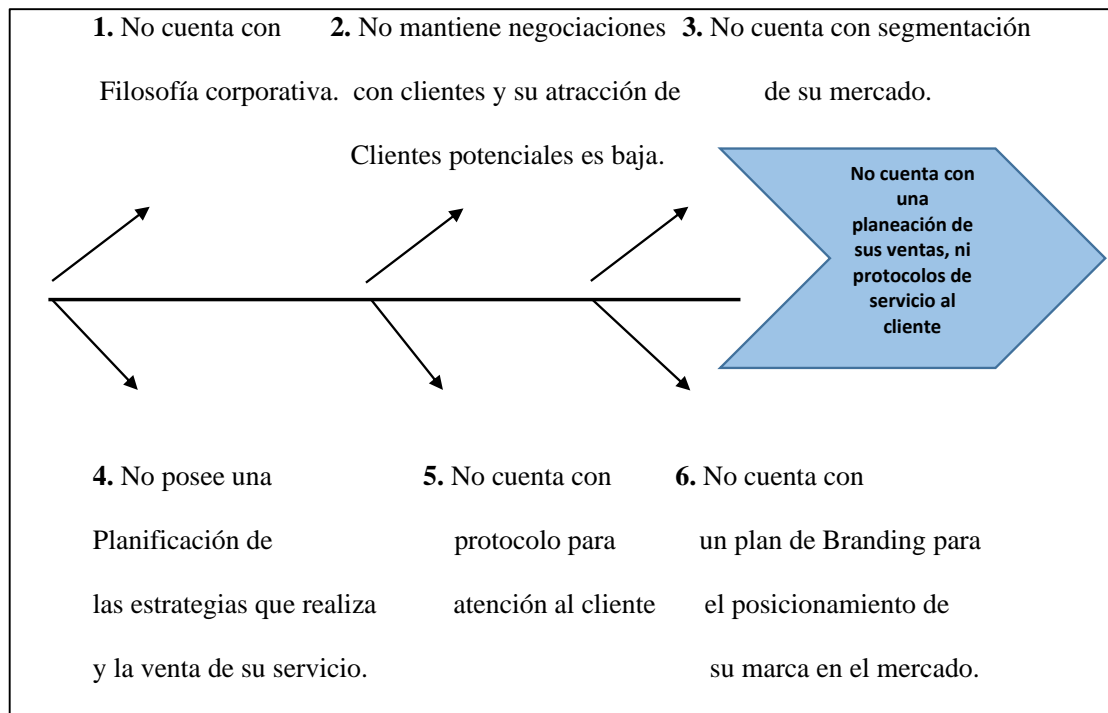 1. No cuenta con
Filosofía corporativa.
2. No mantiene negociaciones
con clientes y su atracción de
Clientes potenciales es baja.
3. No cuenta con segmentación
de su mercado.
No cuenta con
una
planeación de
sus ventas, ni
protocolos de
servicio al
cliente
4. No posee una
Planificación de
las estrategias que realiza
y la venta de su servicio.
5. No cuenta con
protocolo para
atención al cliente
6. No cuenta con
un plan de Branding para
el posicionamiento de
su marca en el mercado.